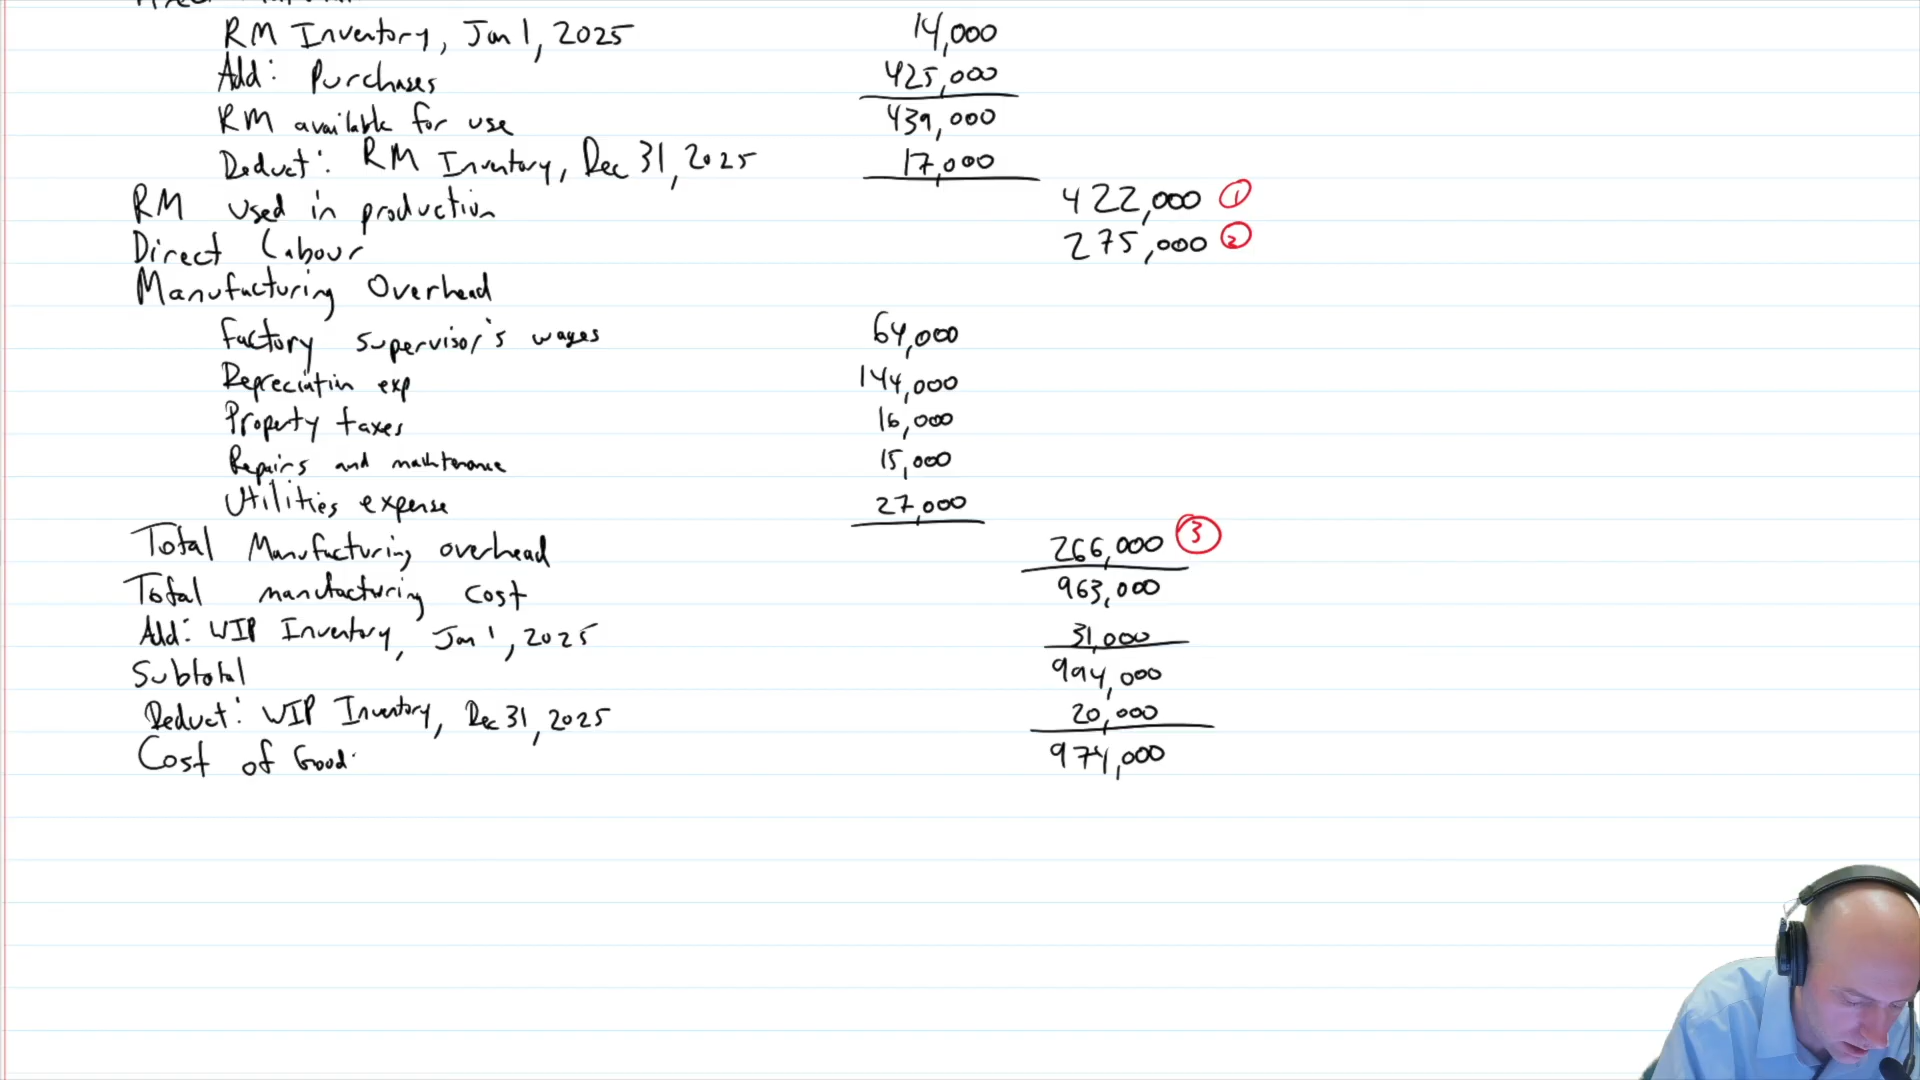 RM Inventory, Jan 1, 2025 14,000
Add: Purchases 425,000
RM available for use 439,000
Deduct: RM Inventory, Dec 31, 2025 17,000
RM used in production 422,000 1
Direct Labour 275,000 2
Manufacturing Overhead
Factory supervisor's wages 64,000
Depreciation exp 144,000
Property taxes 16,000
Repairs and maintenance 15,000
Utilities expense 27,000
Total Manufacturing overhead 266,000 3
Total manufacturing cost 963,000
Add: WIP Inventory, Jan 1, 2025 31,000
Subtotal 994,000
Deduct: WIP Inventory, Dec 31, 2025 20,000
Cost of Good 974,000